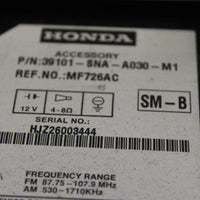 HONDA
ACCESSORY
P/N:39101-SNA-A030-M1
REF.NO.:MF726AC
12V 4~8Ω
SM-B
SERIAL NO.:
HJZ26003444
FREQUENCY RANGE
FM 87.75-107.9 MHz
AM 530-1710KHz